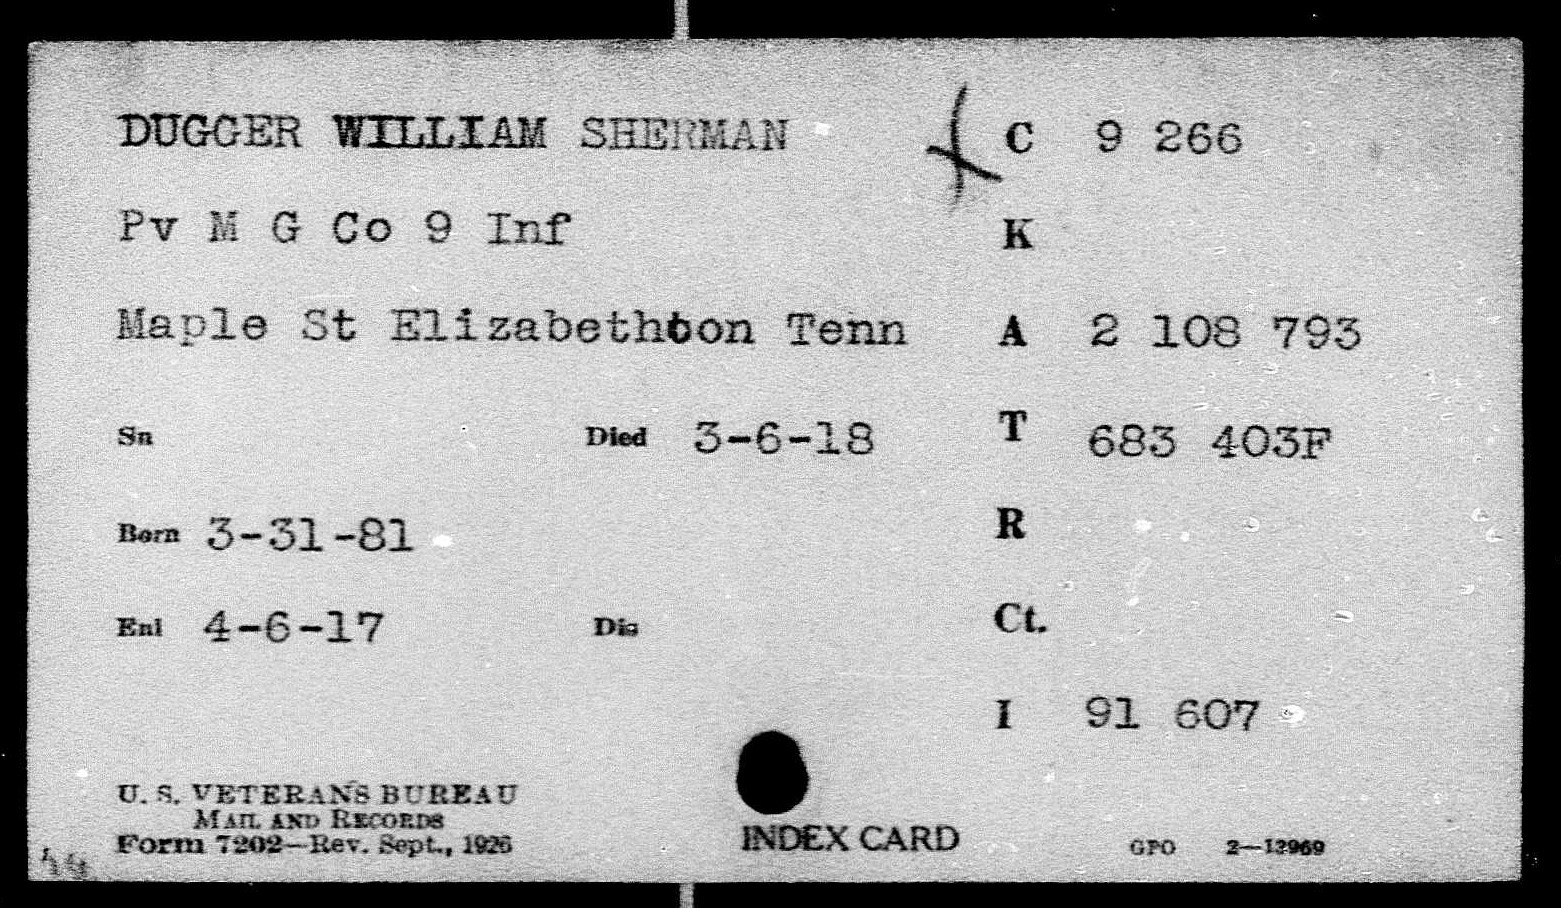 DUGGER WILLIAM SHERMAN C 9 266
Pv M G Co 9 Inf K
Maple St Elizabethton Tenn A 2 108 793
Sn Died 3-6-18 T 683 403F
Born 3-31-81 R
Enl 4-6-17 Dis Ct.
I 91 607
U. S. VETERANS BUREAU
MAIL AND RECORDS
Form 7202—Rev. Sept., 1926 INDEX CARD GPO 2—12969